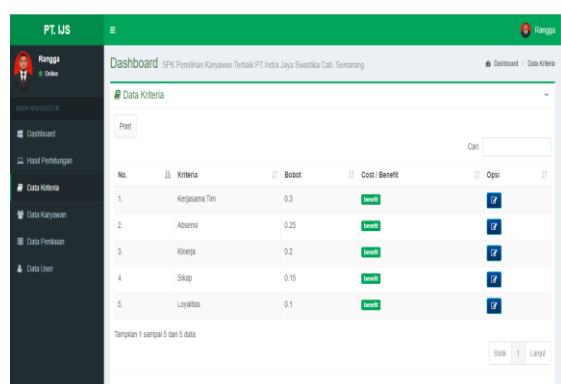 PT. IJS
Rangga
Rangga
Online
MAIN NAVIGATION
Dashboard
Hasil Perhitungan
Data Kriteria
Data Karyawan
Data Penilaian
Data User
Dashboard SPK Pemilihan Karyawan Terbaik PT Indra Jaya Swastika Cab. Semarang
Dashboard > Data Kriteria
Data Kriteria
Print
Cari:
No. Kriteria Bobot Cost / Benefit Opsi
1. Kerjasama Tim 0.3 benefit
2. Absensi 0.25 benefit
3. Kinerja 0.2 benefit
4. Sikap 0.15 benefit
5. Loyalitas 0.1 benefit
Tampilan 1 sampai 5 dari 5 data
Balik 1 Lanjut